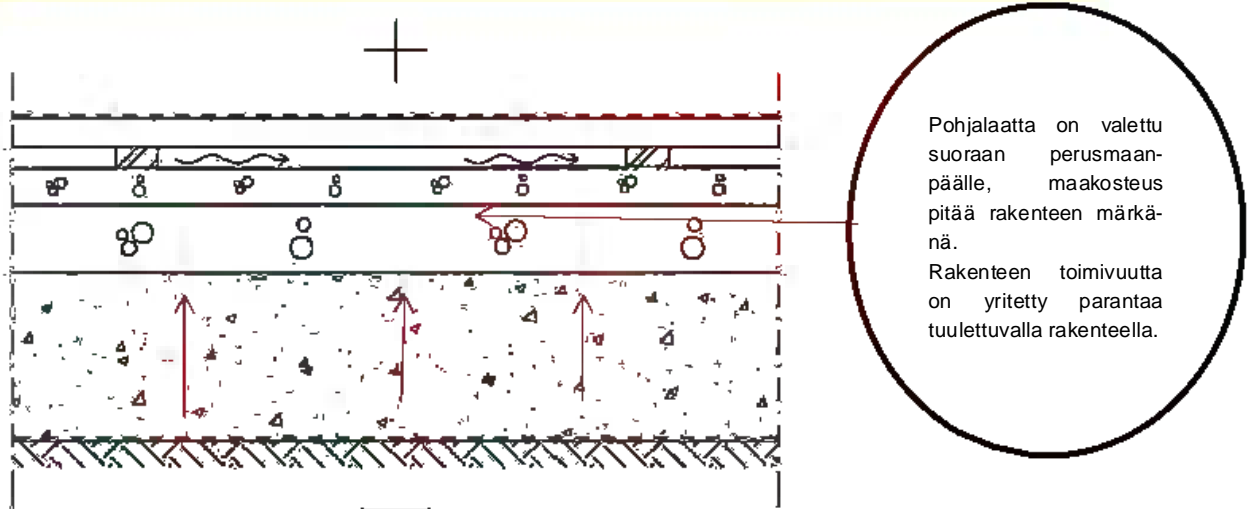 Pohjalaatta on valettu
suoraan perusmaan-
päälle, maakosteus
pitää rakenteen märkä-
nä.
Rakenteen toimivuutta
on yritetty parantaa
tuulettuvalla rakenteella.